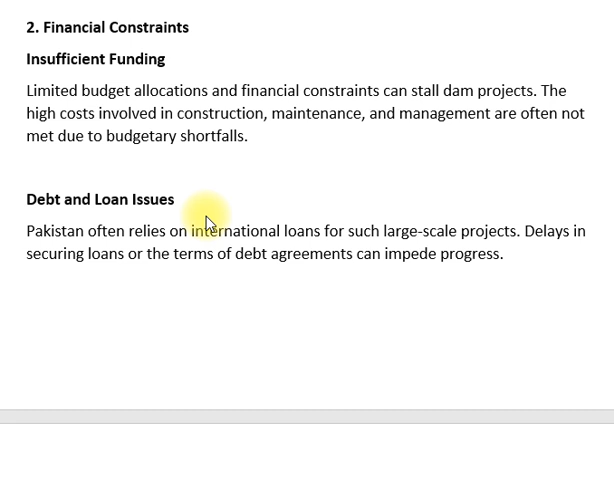 2. Financial Constraints
Insufficient Funding
Limited budget allocations and financial constraints can stall dam projects. The
high costs involved in construction, maintenance, and management are often not
met due to budgetary shortfalls.
Debt and Loan Issues
Pakistan often relies on international loans for such large-scale projects. Delays in
securing loans or the terms of debt agreements can impede progress.